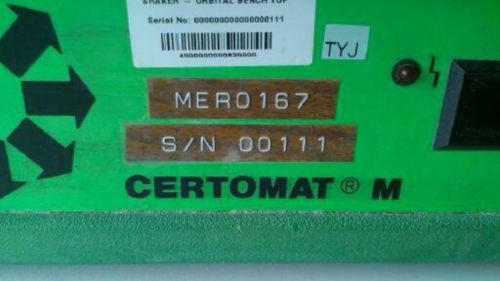 SHAKER - ORBITAL BENCH TOP
Serial No: 000000000000000111
TYJ
MER0167
S/N 00111
CERTOMAT® M